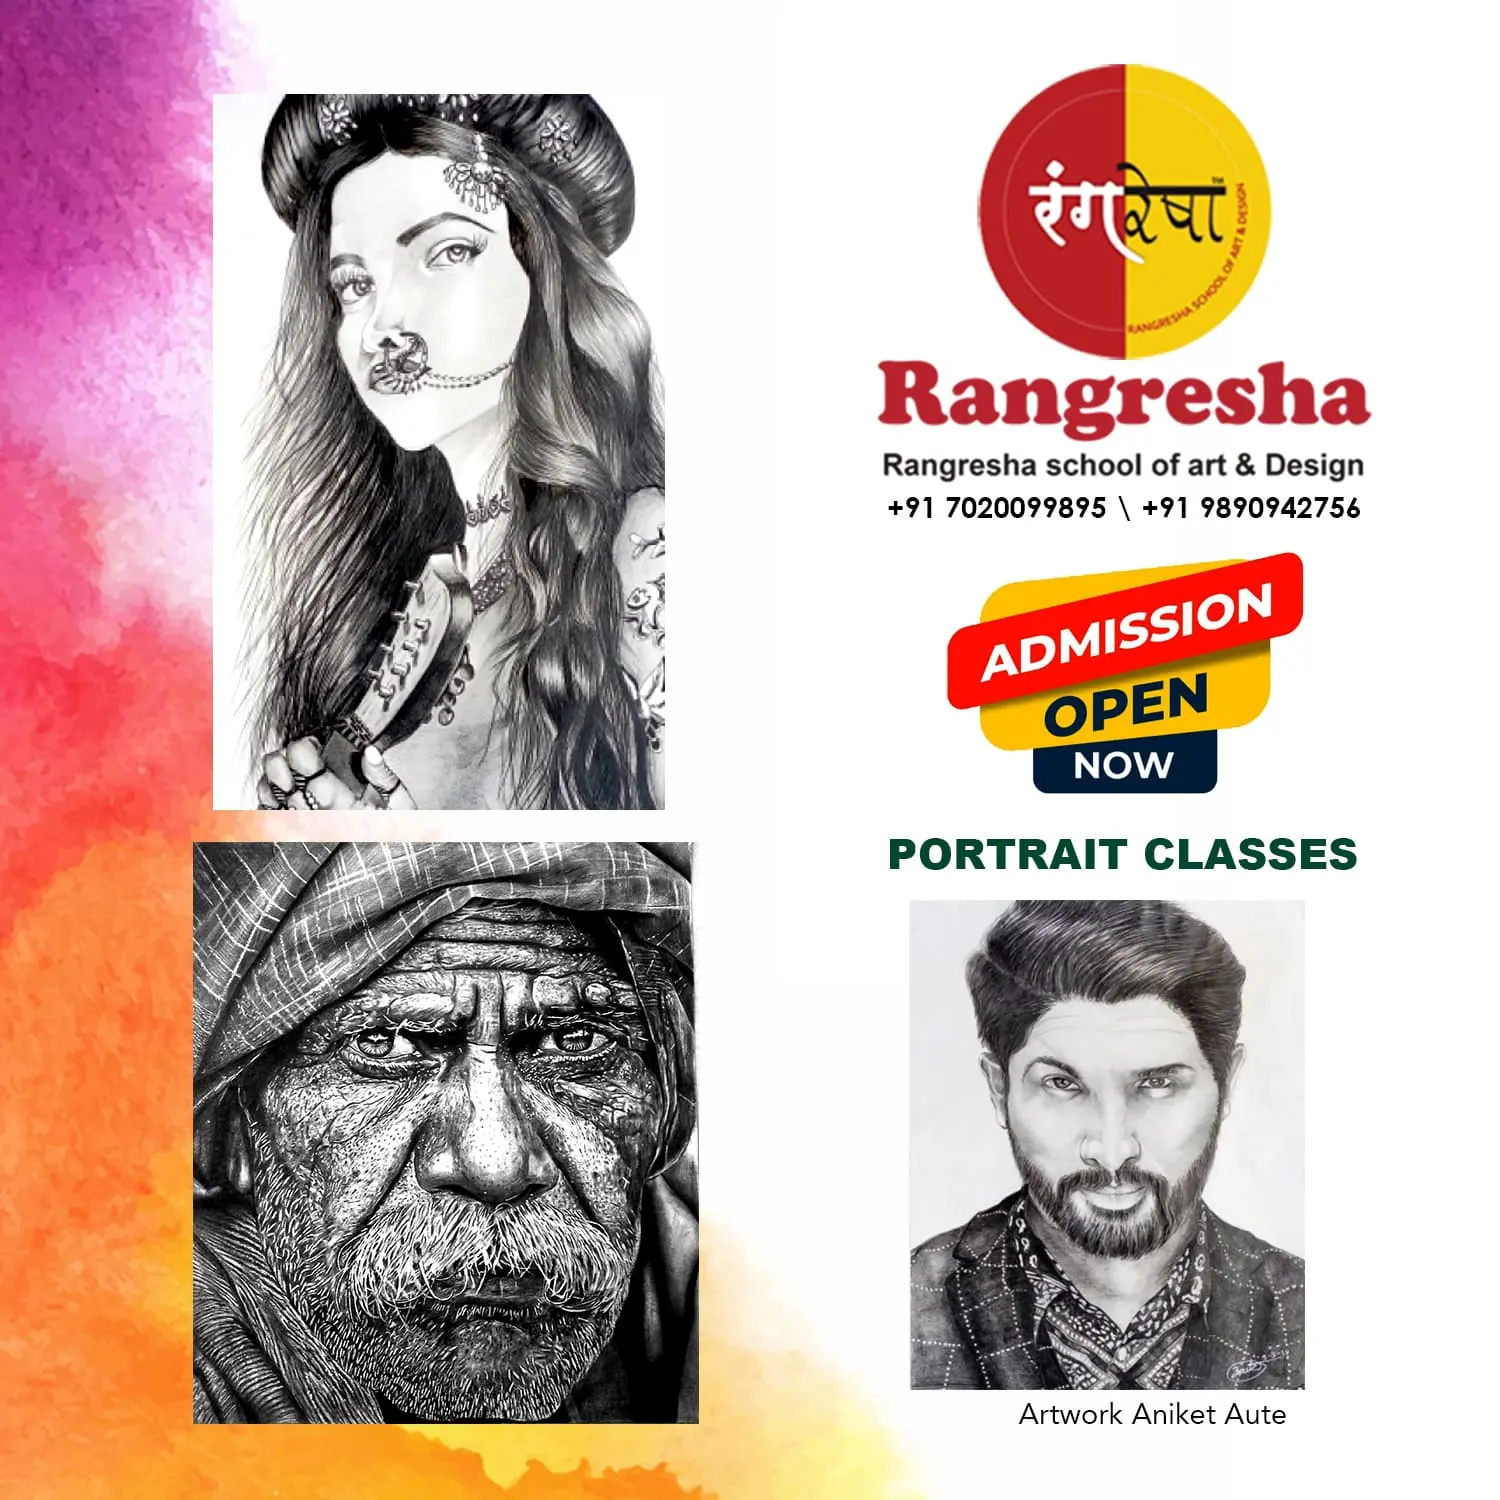 रंगरेषा
TM
RANGRESHA SCHOOL OF ART & DESIGN
Rangresha
Rangresha school of art & Design
+91 7020099895 \ +91 9890942756
ADMISSION
OPEN
NOW
PORTRAIT CLASSES
Artwork Aniket Aute